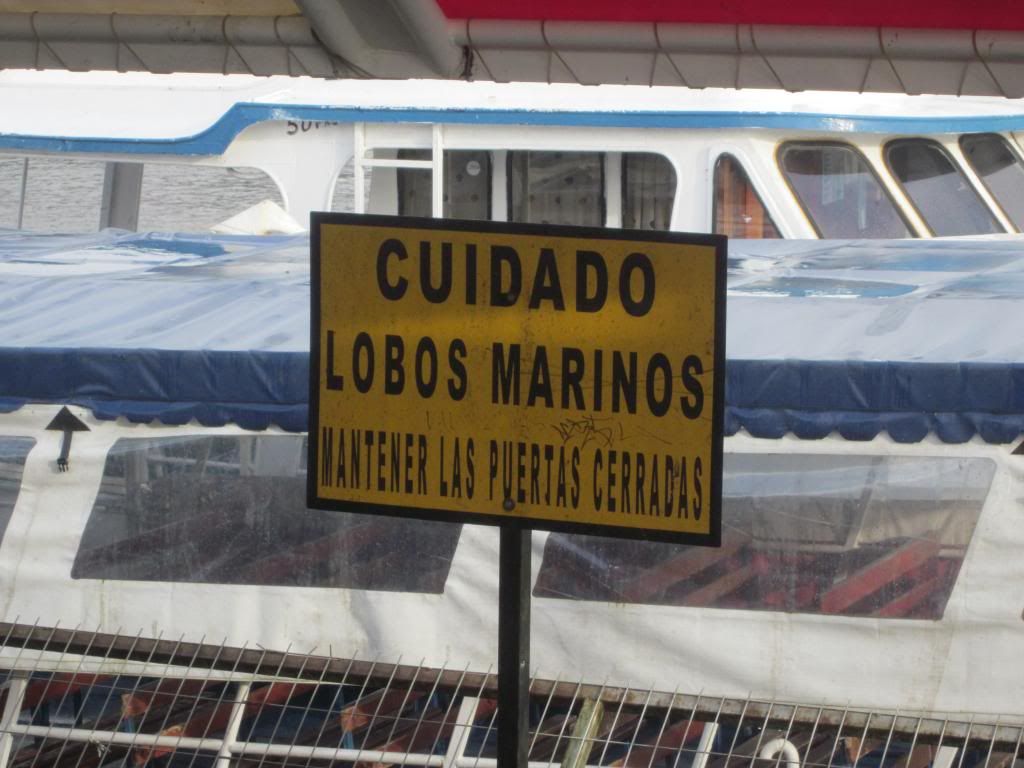 CUIDADO
LOBOS MARINOS
MANTENER LAS PUERTAS CERRADAS